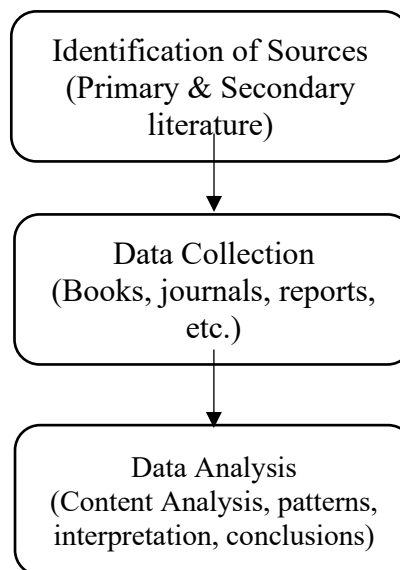 Identification of Sources
(Primary & Secondary
literature)
Data Collection
(Books, journals, reports,
etc.)
Data Analysis
(Content Analysis, patterns,
interpretation, conclusions)